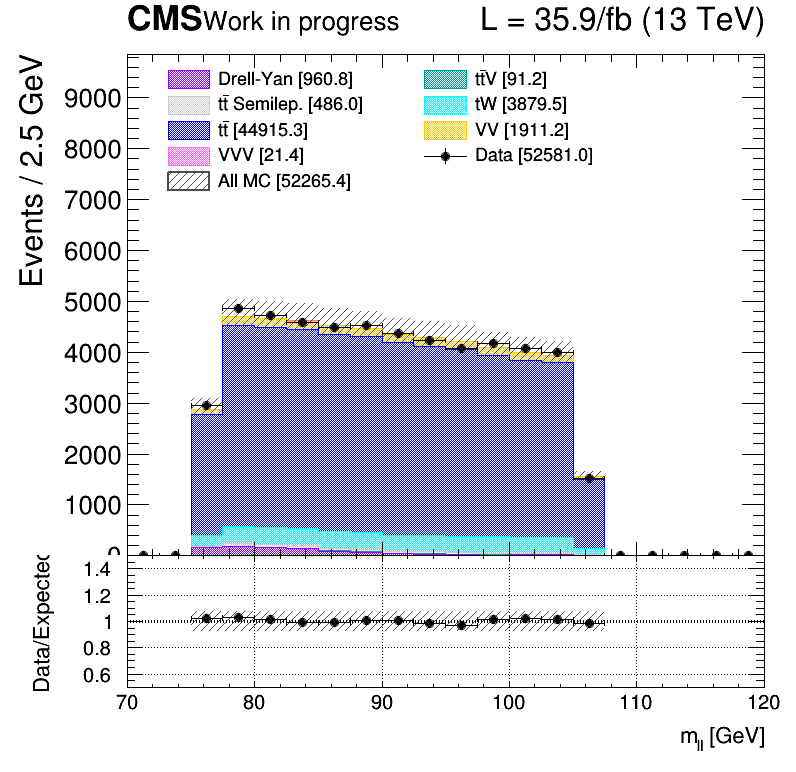 CMS Work in progress L = 35.9/fb (13 TeV)
Events / 2.5 GeV
Drell-Yan [960.8]
tt̄ Semilep. [486.0]
tt̄ [44915.3]
VVV [21.4]
All MC [52265.4]
tt̄V [91.2]
tW [3879.5]
VV [1911.2]
Data [52581.0]
9000
8000
7000
6000
5000
4000
3000
2000
1000
0
Data/Expected
1.4
1.2
1
0.8
0.6
70 80 90 100 110 120
mll [GeV]